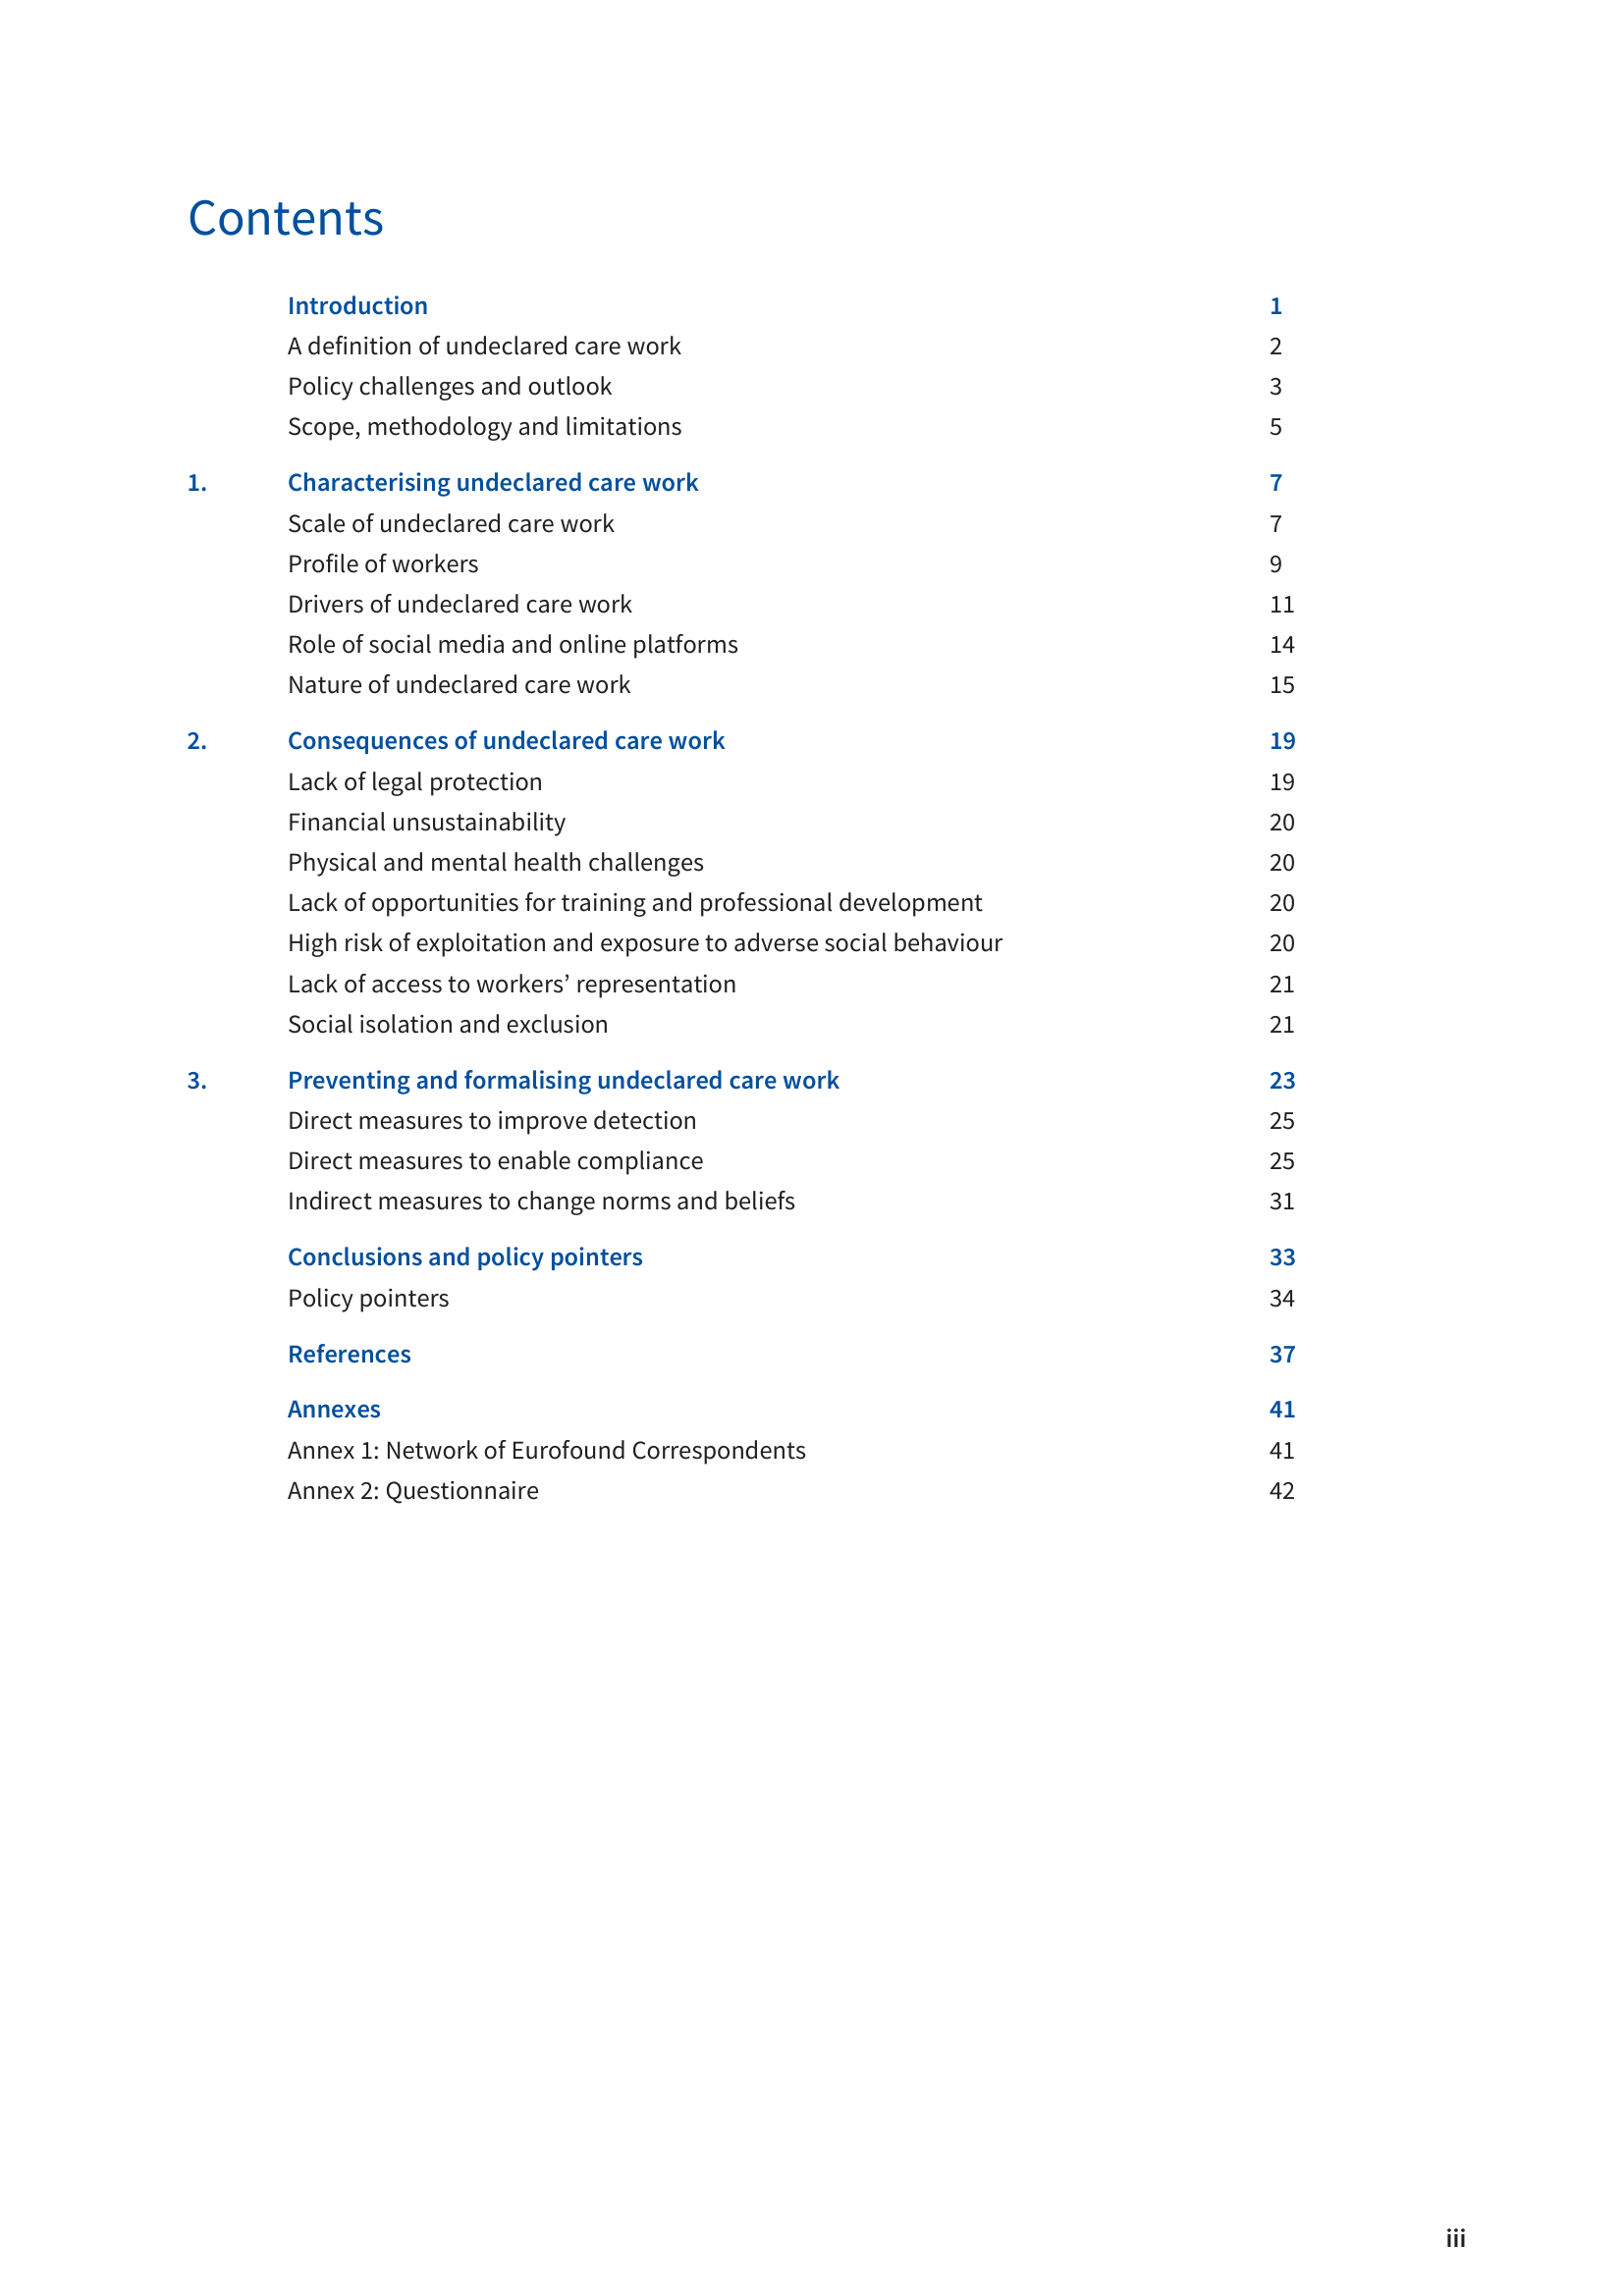 Contents
Introduction 1
A definition of undeclared care work 2
Policy challenges and outlook 3
Scope, methodology and limitations 5
1. Characterising undeclared care work 7
Scale of undeclared care work 7
Profile of workers 9
Drivers of undeclared care work 11
Role of social media and online platforms 14
Nature of undeclared care work 15
2. Consequences of undeclared care work 19
Lack of legal protection 19
Financial unsustainability 20
Physical and mental health challenges 20
Lack of opportunities for training and professional development 20
High risk of exploitation and exposure to adverse social behaviour 20
Lack of access to workers’ representation 21
Social isolation and exclusion 21
3. Preventing and formalising undeclared care work 23
Direct measures to improve detection 25
Direct measures to enable compliance 25
Indirect measures to change norms and beliefs 31
Conclusions and policy pointers 33
Policy pointers 34
References 37
Annexes 41
Annex 1: Network of Eurofound Correspondents 41
Annex 2: Questionnaire 42
iii